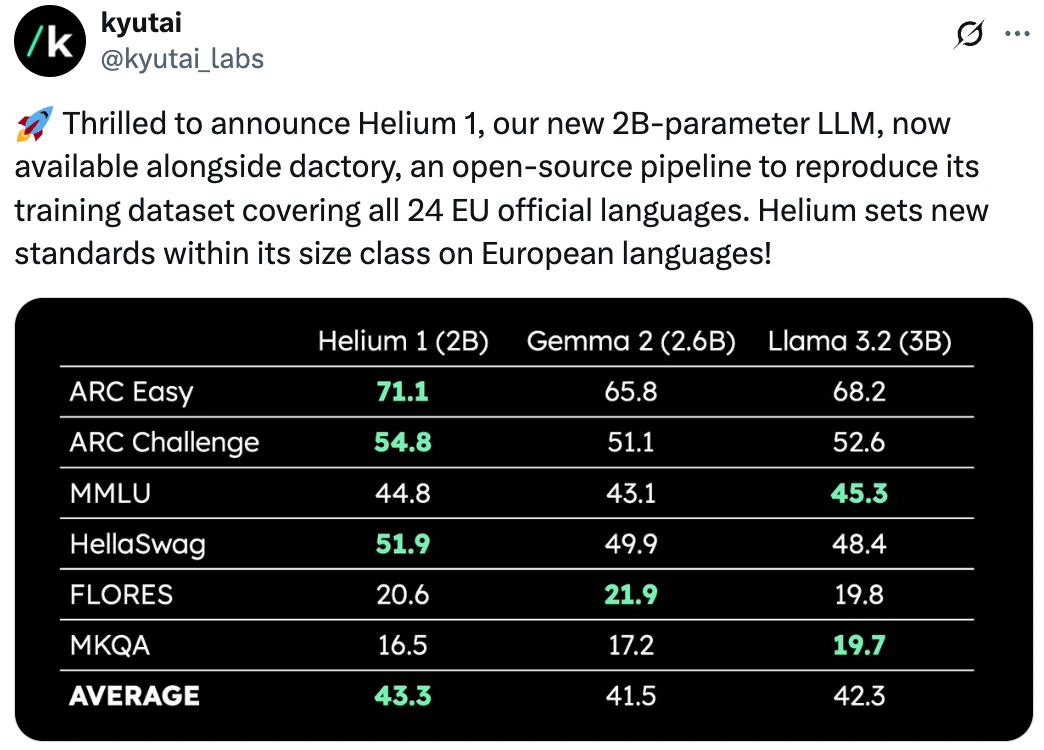 kyutai
@kyutai_labs
🚀 Thrilled to announce Helium 1, our new 2B-parameter LLM, now
available alongside dactory, an open-source pipeline to reproduce its
training dataset covering all 24 EU official languages. Helium sets new
standards within its size class on European languages!
Helium 1 (2B) Gemma 2 (2.6B) Llama 3.2 (3B)
ARC Easy 71.1 65.8 68.2
ARC Challenge 54.8 51.1 52.6
MMLU 44.8 43.1 45.3
HellaSwag 51.9 49.9 48.4
FLORES 20.6 21.9 19.8
MKQA 16.5 17.2 19.7
AVERAGE 43.3 41.5 42.3